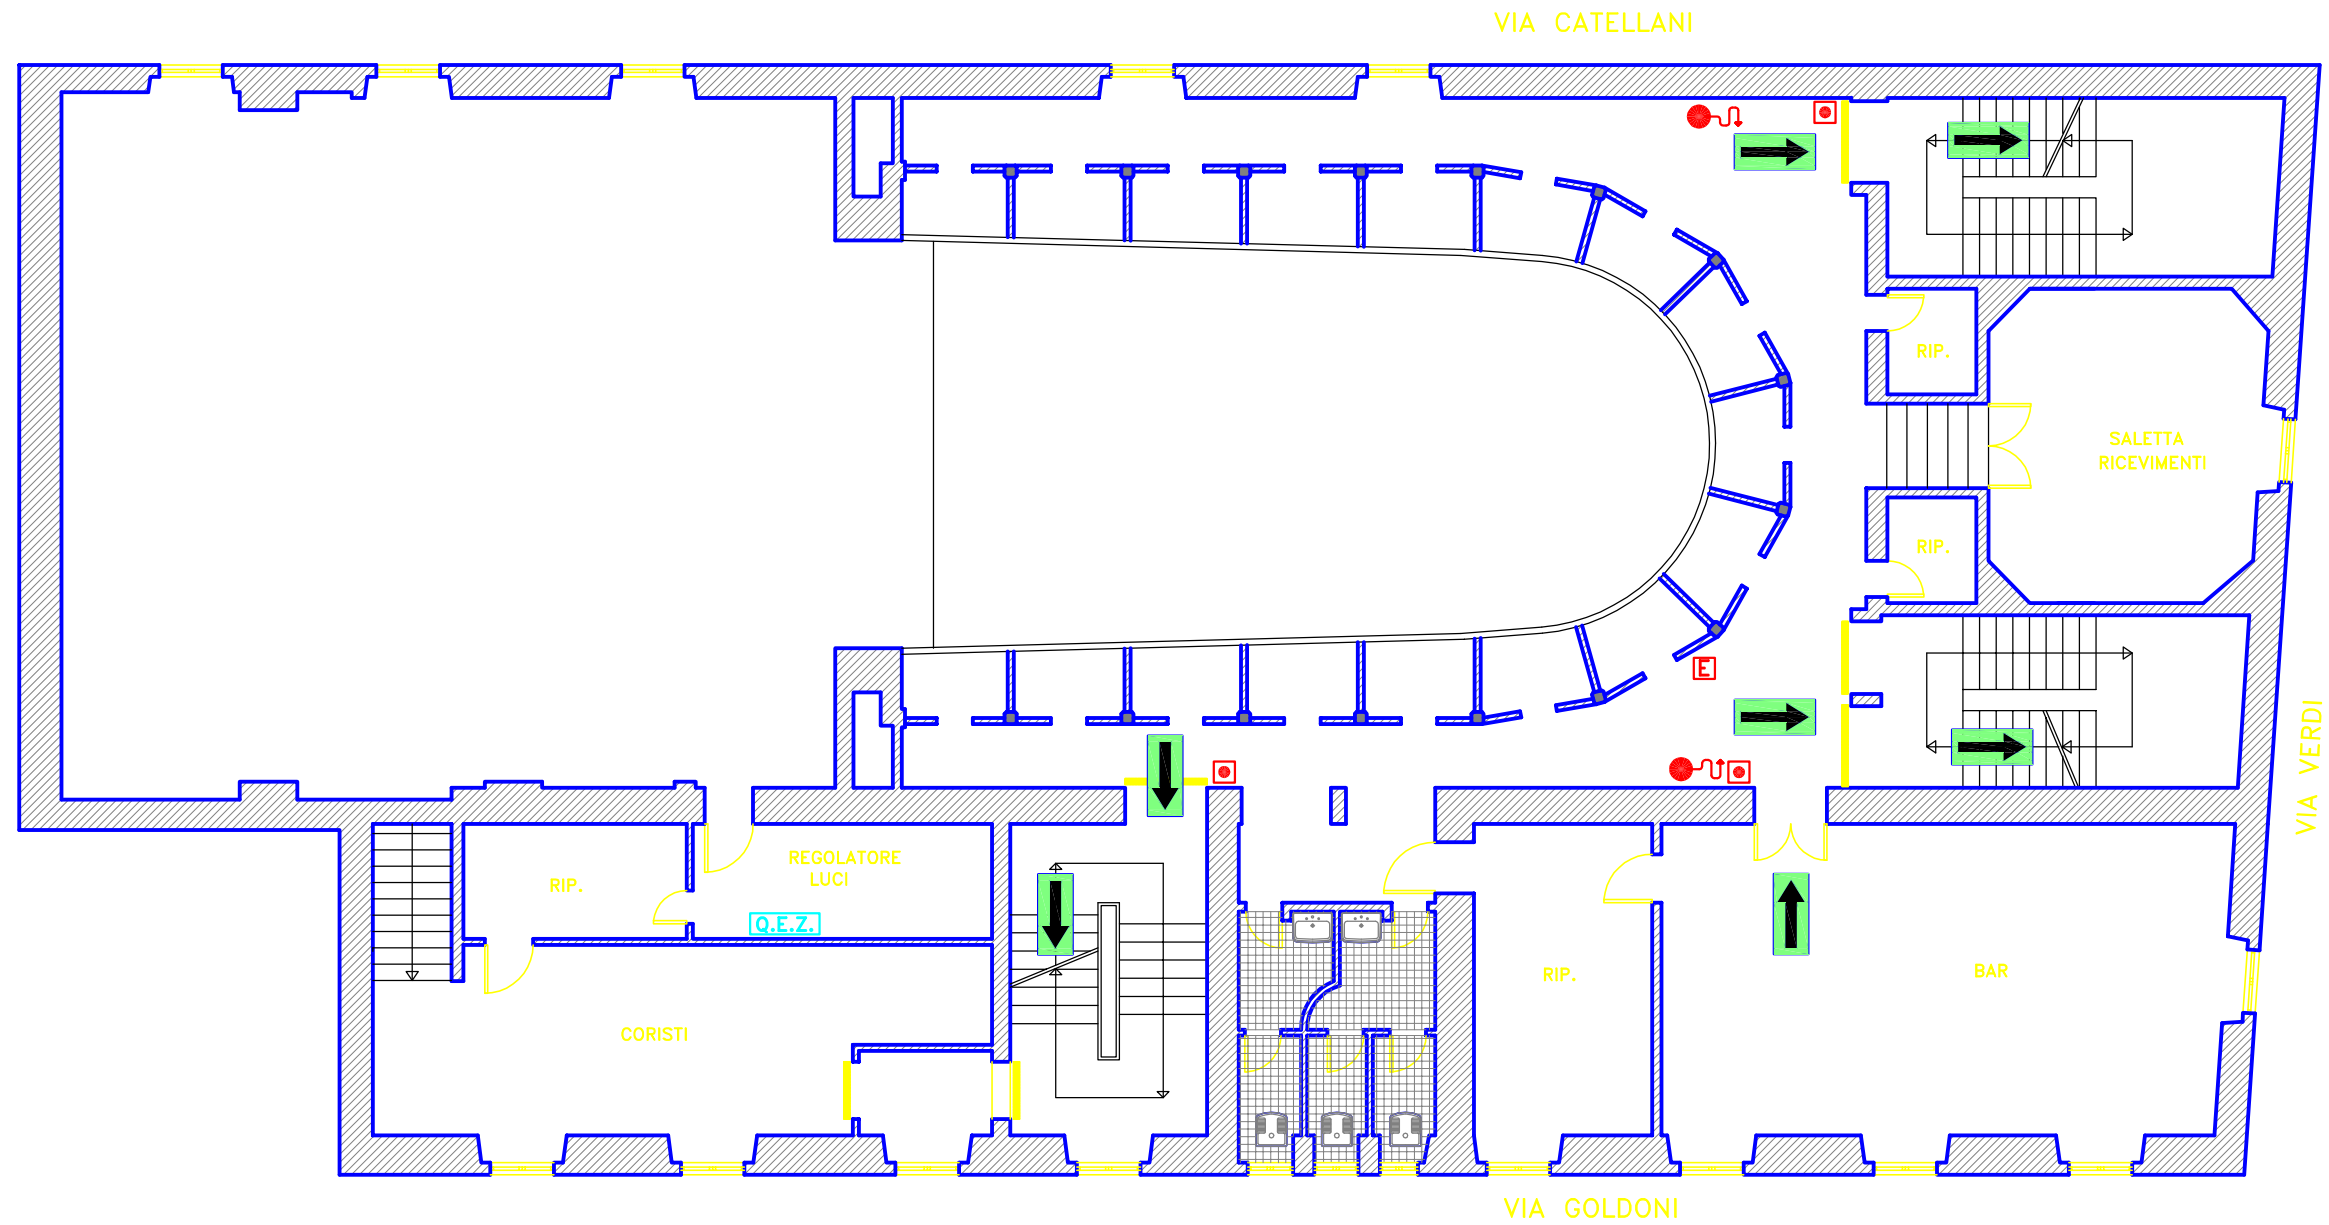 VIA CATELLANI
RIP.
SALETTA
RICEVIMENTI
RIP.
E
VIA VERDI
REGOLATORE
LUCI
RIP.
Q.E.Z.
RIP.
BAR
CORISTI
VIA GOLDONI